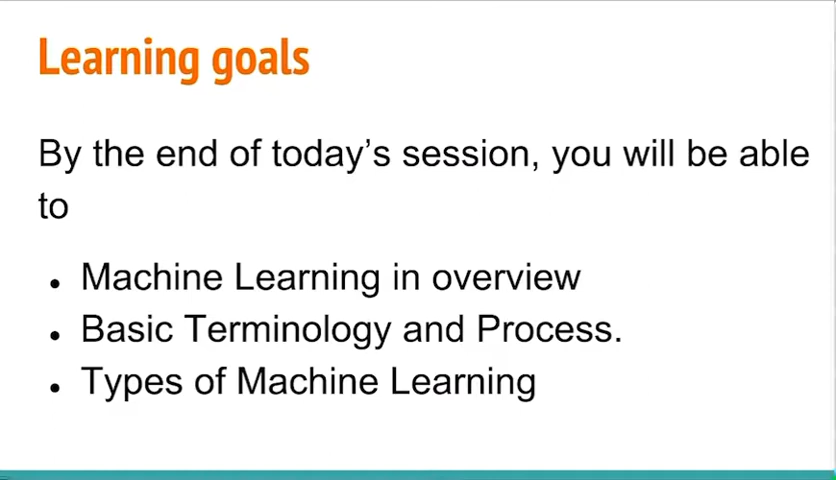 Learning goals
By the end of today’s session, you will be able
to
• Machine Learning in overview
• Basic Terminology and Process.
• Types of Machine Learning